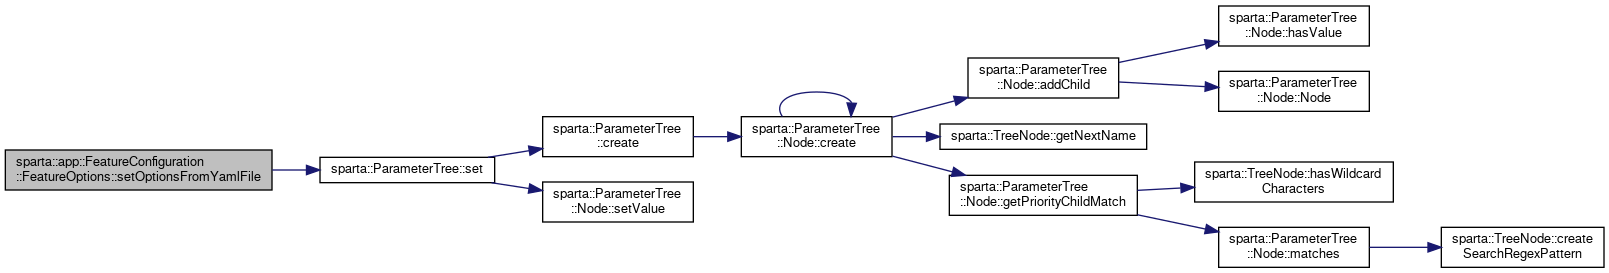 sparta::app::FeatureConfiguration
::FeatureOptions::setOptionsFromYamlFile
sparta::ParameterTree::set
sparta::ParameterTree
::create
sparta::ParameterTree
::Node::setValue
sparta::ParameterTree
::Node::create
sparta::ParameterTree
::Node::addChild
sparta::TreeNode::getNextName
sparta::ParameterTree
::Node::getPriorityChildMatch
sparta::ParameterTree
::Node::hasValue
sparta::ParameterTree
::Node::Node
sparta::TreeNode::hasWildcard
Characters
sparta::ParameterTree
::Node::matches
sparta::TreeNode::create
SearchRegexPattern